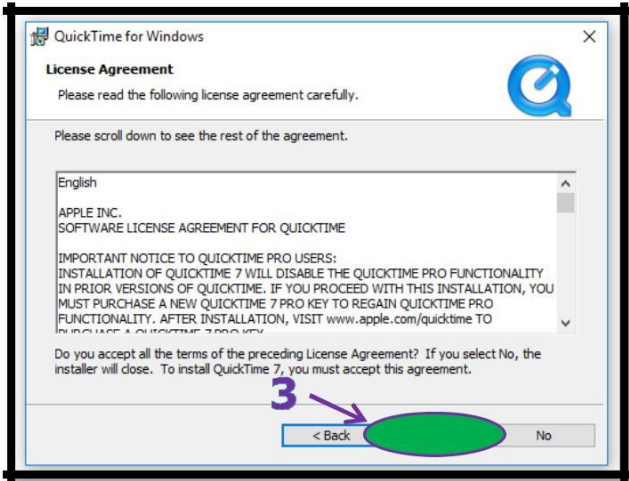 QuickTime for Windows
License Agreement
Please read the following license agreement carefully.
Please scroll down to see the rest of the agreement.
English
APPLE INC.
SOFTWARE LICENSE AGREEMENT FOR QUICKTIME
IMPORTANT NOTICE TO QUICKTIME PRO USERS:
INSTALLATION OF QUICKTIME 7 WILL DISABLE THE QUICKTIME PRO FUNCTIONALITY
IN PRIOR VERSIONS OF QUICKTIME. IF YOU PROCEED WITH THIS INSTALLATION, YOU
MUST PURCHASE A NEW QUICKTIME 7 PRO KEY TO REGAIN QUICKTIME PRO
FUNCTIONALITY. AFTER INSTALLATION, VISIT www.apple.com/quicktime TO
PURCHASE A QUICKTIME 7 PRO KEY
Do you accept all the terms of the preceding License Agreement? If you select No, the
installer will close. To install QuickTime 7, you must accept this agreement.
3
< Back
No